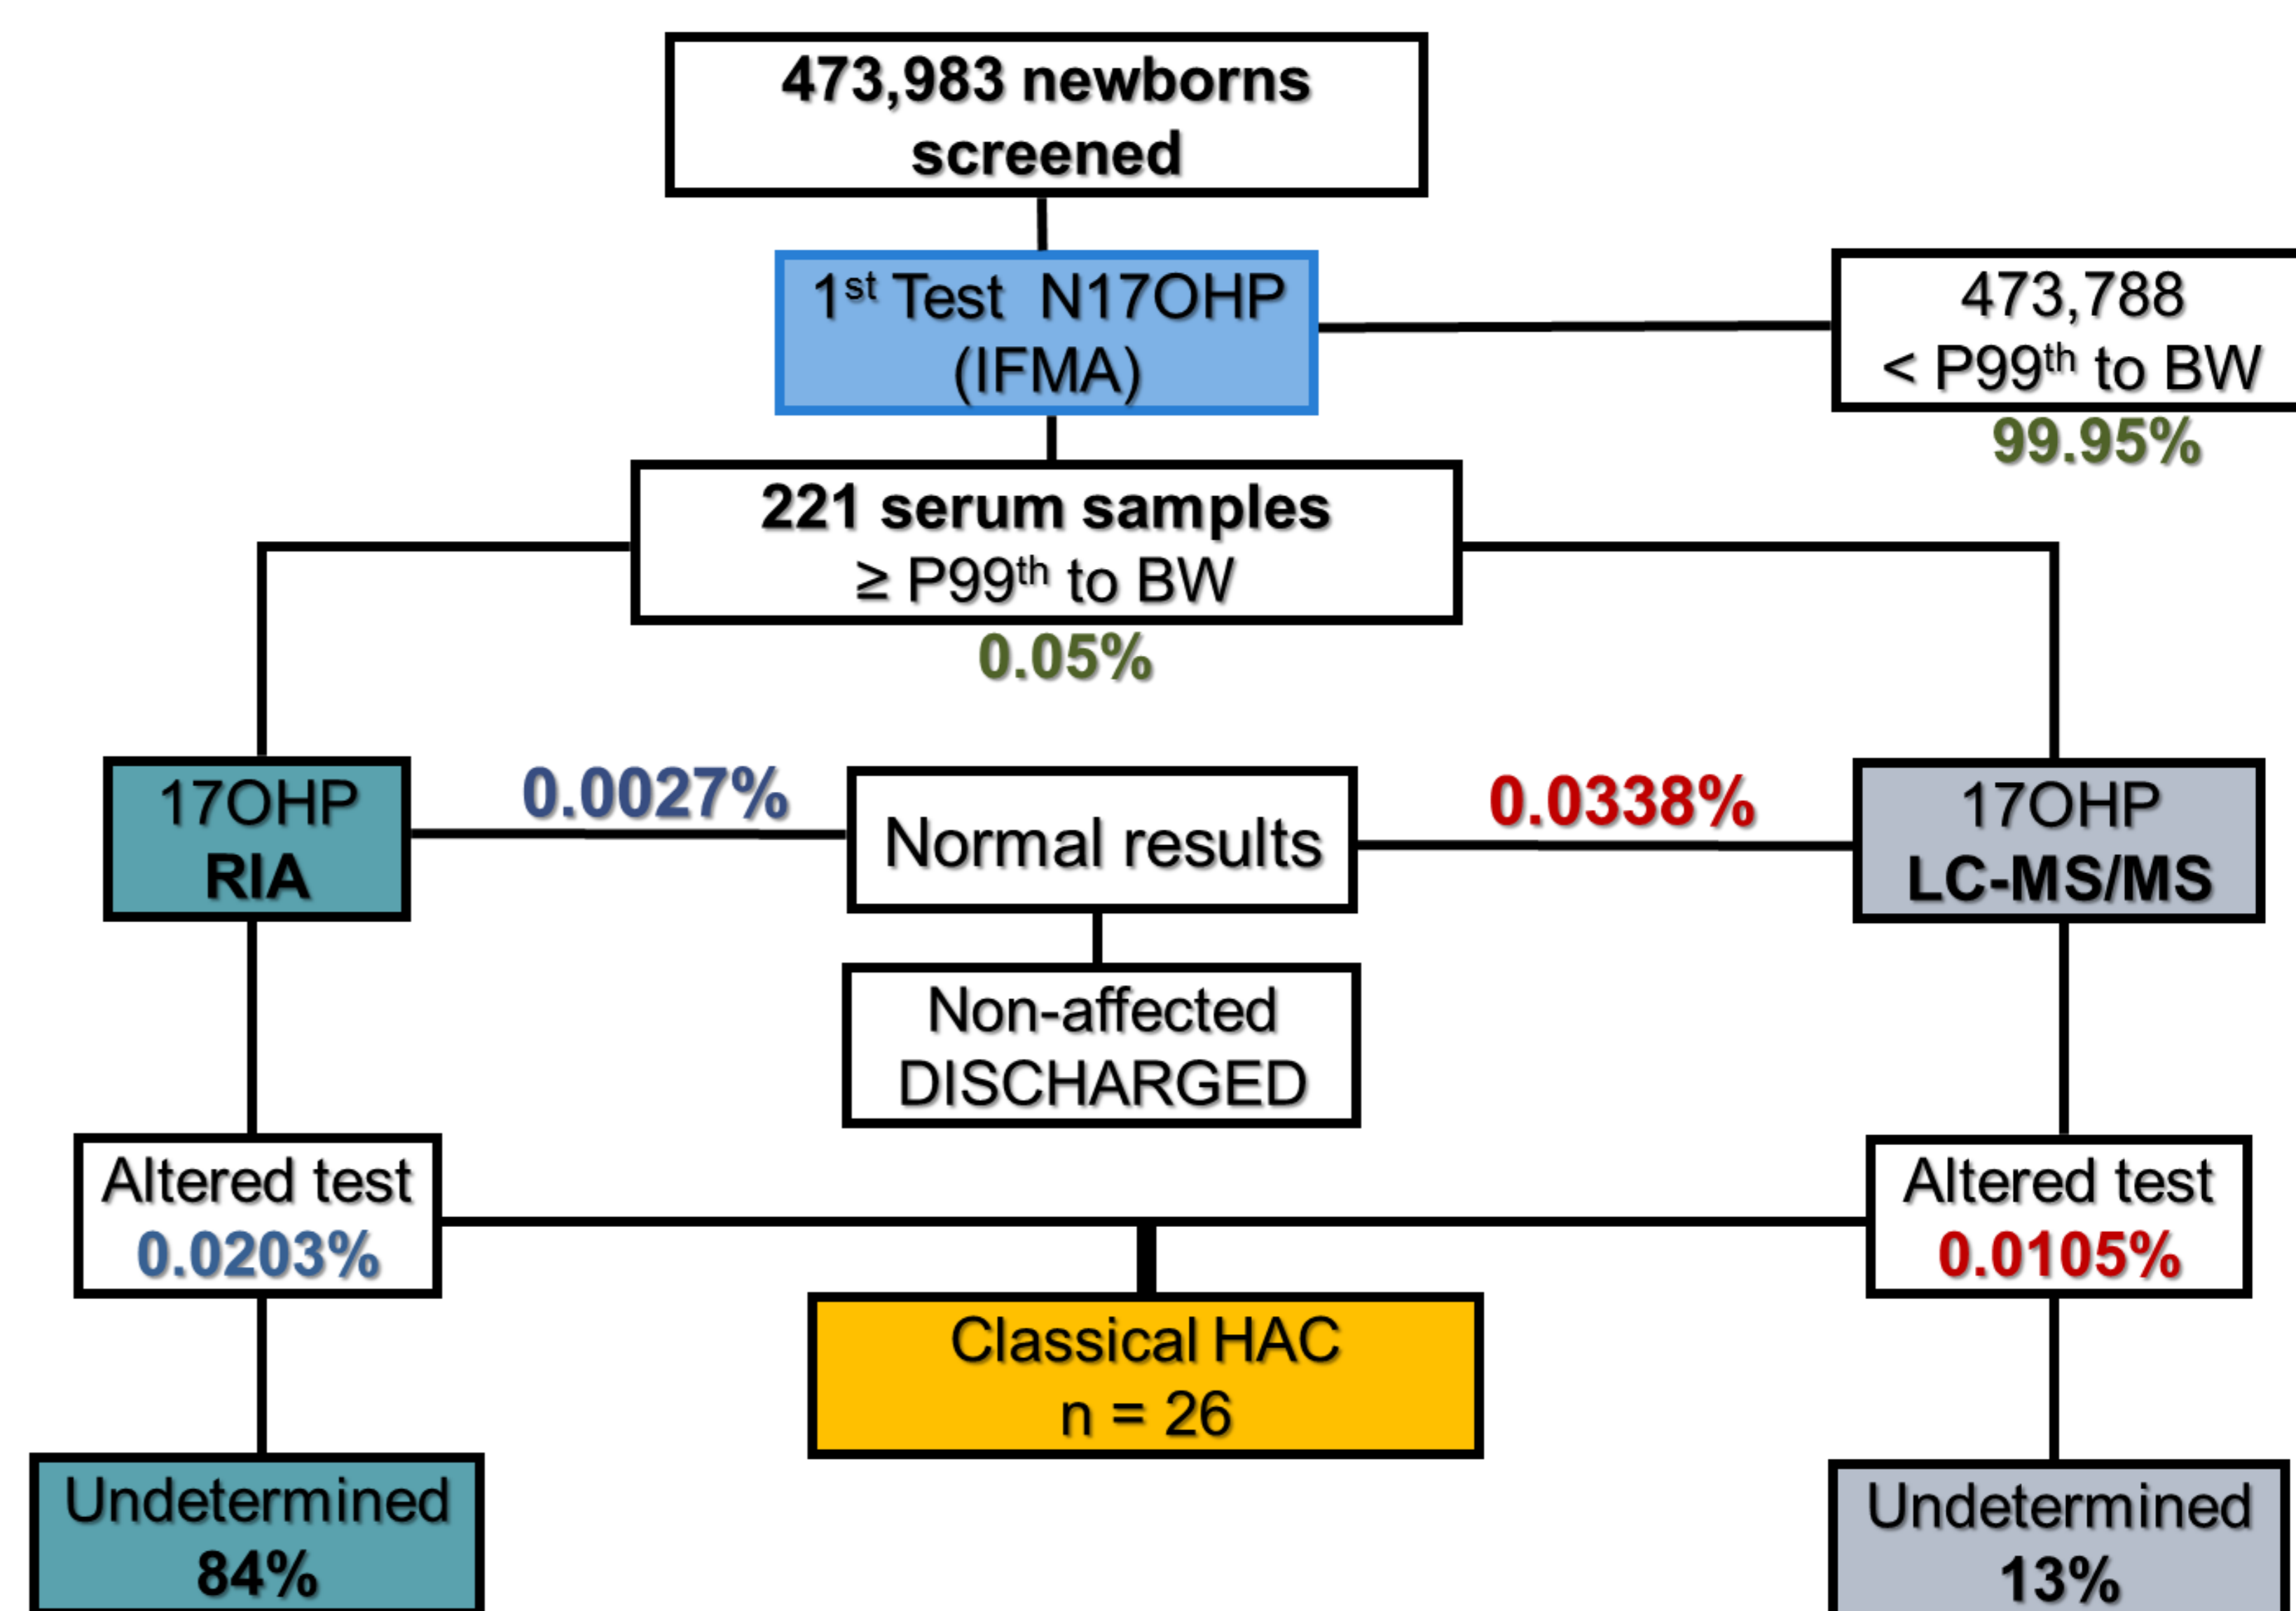 473,983 newborns
screened
1st Test N17OHP
(IFMA)
473,788
< P99th to BW
99.95%
221 serum samples
≥ P99th to BW
0.05%
17OHP
RIA
0.0027%
Normal results
0.0338%
17OHP
LC-MS/MS
Non-affected
DISCHARGED
Altered test
0.0203%
Altered test
0.0105%
Classical HAC
n = 26
Undetermined
84%
Undetermined
13%